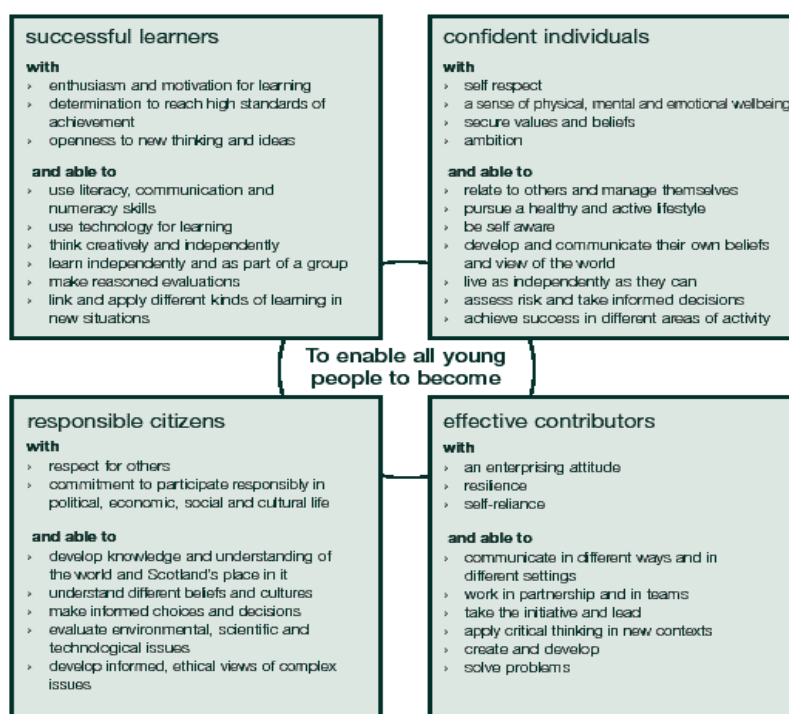 successful learners
with
› enthusiasm and motivation for learning
› determination to reach high standards of
achievement
› openness to new thinking and ideas
and able to
› use literacy, communication and
numeracy skills
› use technology for learning
› think creatively and independently
› learn independently and as part of a group
› make reasoned evaluations
› link and apply different kinds of learning in
new situations
confident individuals
with
› self respect
› a sense of physical, mental and emotional wellbeing
› secure values and beliefs
› ambition
and able to
› relate to others and manage themselves
› pursue a healthy and active lifestyle
› be self aware
› develop and communicate their own beliefs
and view of the world
› live as independently as they can
› assess risk and take informed decisions
› achieve success in different areas of activity
To enable all young
people to become
responsible citizens
with
› respect for others
› commitment to participate responsibly in
political, economic, social and cultural life
and able to
› develop knowledge and understanding of
the world and Scotland's place in it
› understand different beliefs and cultures
› make informed choices and decisions
› evaluate environmental, scientific and
technological issues
› develop informed, ethical views of complex
issues
effective contributors
with
› an enterprising attitude
› resilience
› self-reliance
and able to
› communicate in different ways and in
different settings
› work in partnership and in teams
› take the initiative and lead
› apply critical thinking in new contexts
› create and develop
› solve problems